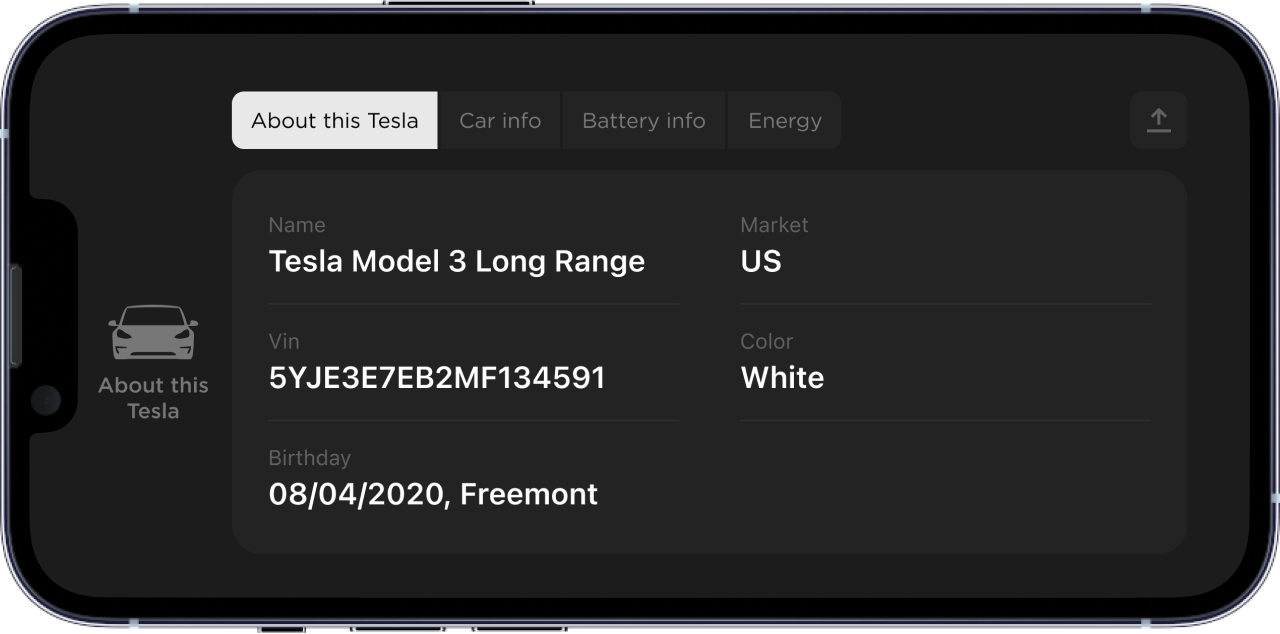 About this Tesla
Car info
Battery info
Energy
Name
Tesla Model 3 Long Range
Market
US
Vin
5YJE3E7EB2MF134591
Color
White
Birthday
08/04/2020, Freemont
About this
Tesla